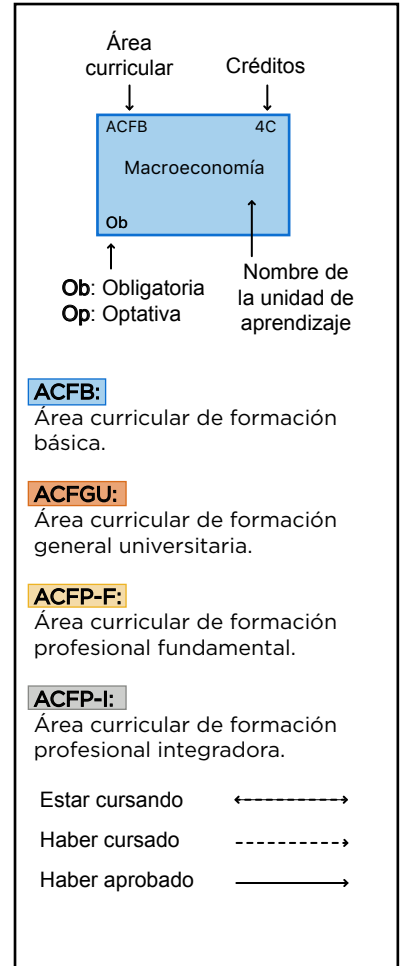 Área
curricular
Créditos
ACFB 4C
Macroeconomía
Ob
Ob: Obligatoria
Op: Optativa
Nombre de
la unidad de
aprendizaje
ACFB:
Área curricular de formación
básica.
ACFGU:
Área curricular de formación
general universitaria.
ACFP-F:
Área curricular de formación
profesional fundamental.
ACFP-I:
Área curricular de formación
profesional integradora.
Estar cursando
Haber cursado
Haber aprobado